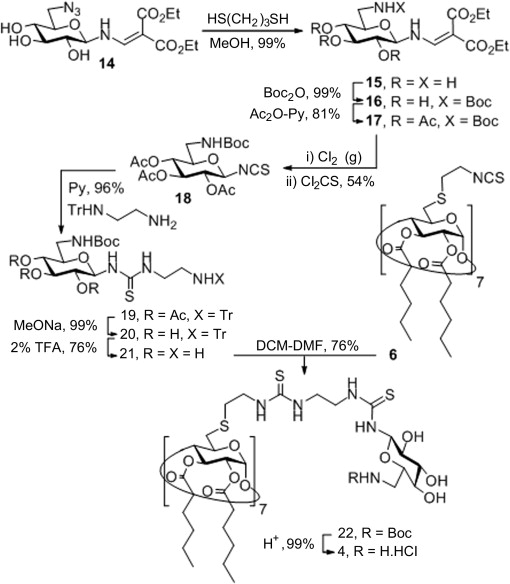 N₃
HO
HO
OH
O
H
N
CO₂Et
CO₂Et
14
HS(CH₂)₃SH
MeOH, 99%
NHX
RO
RO
OR
O
H
N
CO₂Et
CO₂Et
15, R = X = H
Boc₂O, 99%
16, R = H, X = Boc
Ac₂O-Py, 81%
17, R = Ac, X = Boc
NHBoc
AcO
AcO
OAc
O
NCS
18
i) Cl₂ (g)
ii) Cl₂CS, 54%
Py, 96%
TrHN
NH₂
NCS
S
O
O
O
O
O
O
7
NHBoc
RO
RO
OR
O
H
N
H
N
S
NHX
19, R = Ac, X = Tr
MeONa, 99%
20, R = H, X = Tr
2% TFA, 76%
21, R = X = H
DCM-DMF, 76%
6
S
N
H
S
N
H
H
N
S
HN
OH
O
OH
OH
RHN
O
O
O
O
O
O
7
22, R = Boc
H⁺, 99%
4, R = H.HCl